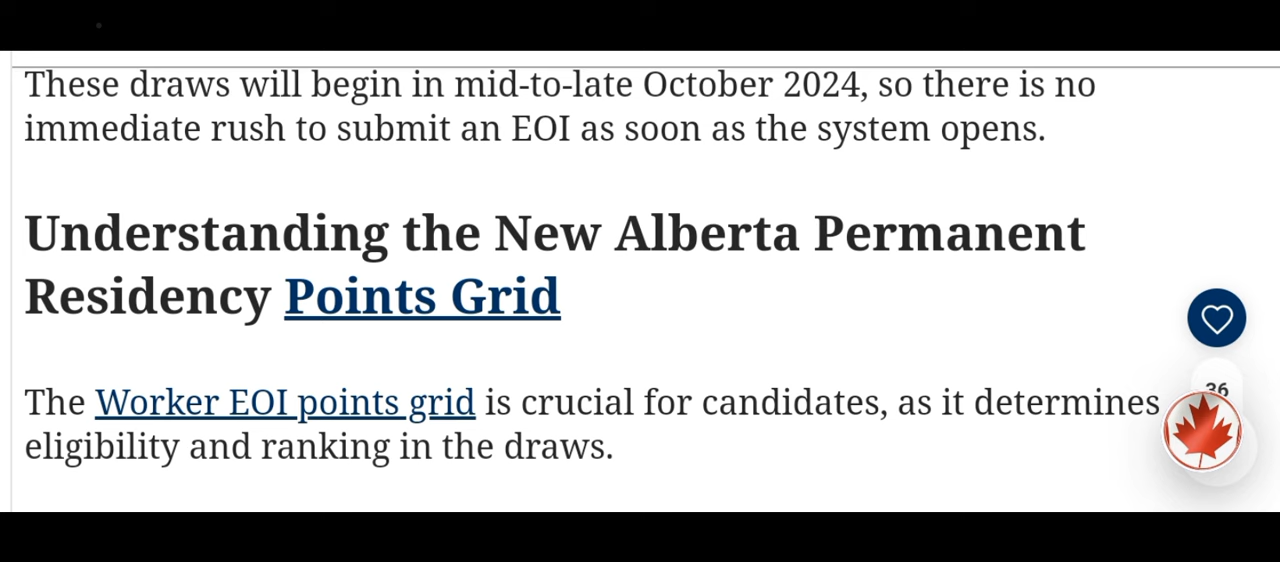 These draws will begin in mid-to-late October 2024, so there is no
immediate rush to submit an EOI as soon as the system opens.
Understanding the New Alberta Permanent
Residency Points Grid
The Worker EOI points grid is crucial for candidates, as it determines
eligibility and ranking in the draws.
36